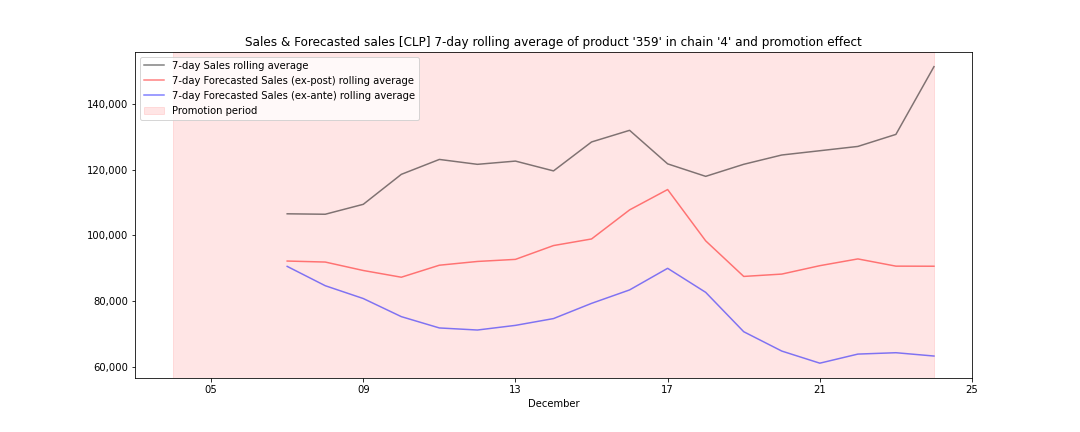 Sales & Forecasted sales [CLP] 7-day rolling average of product '359' in chain '4' and promotion effect
7-day Sales rolling average
7-day Forecasted Sales (ex-post) rolling average
7-day Forecasted Sales (ex-ante) rolling average
Promotion period
140,000
120,000
100,000
80,000
60,000
05 09 13 17 21 25
December